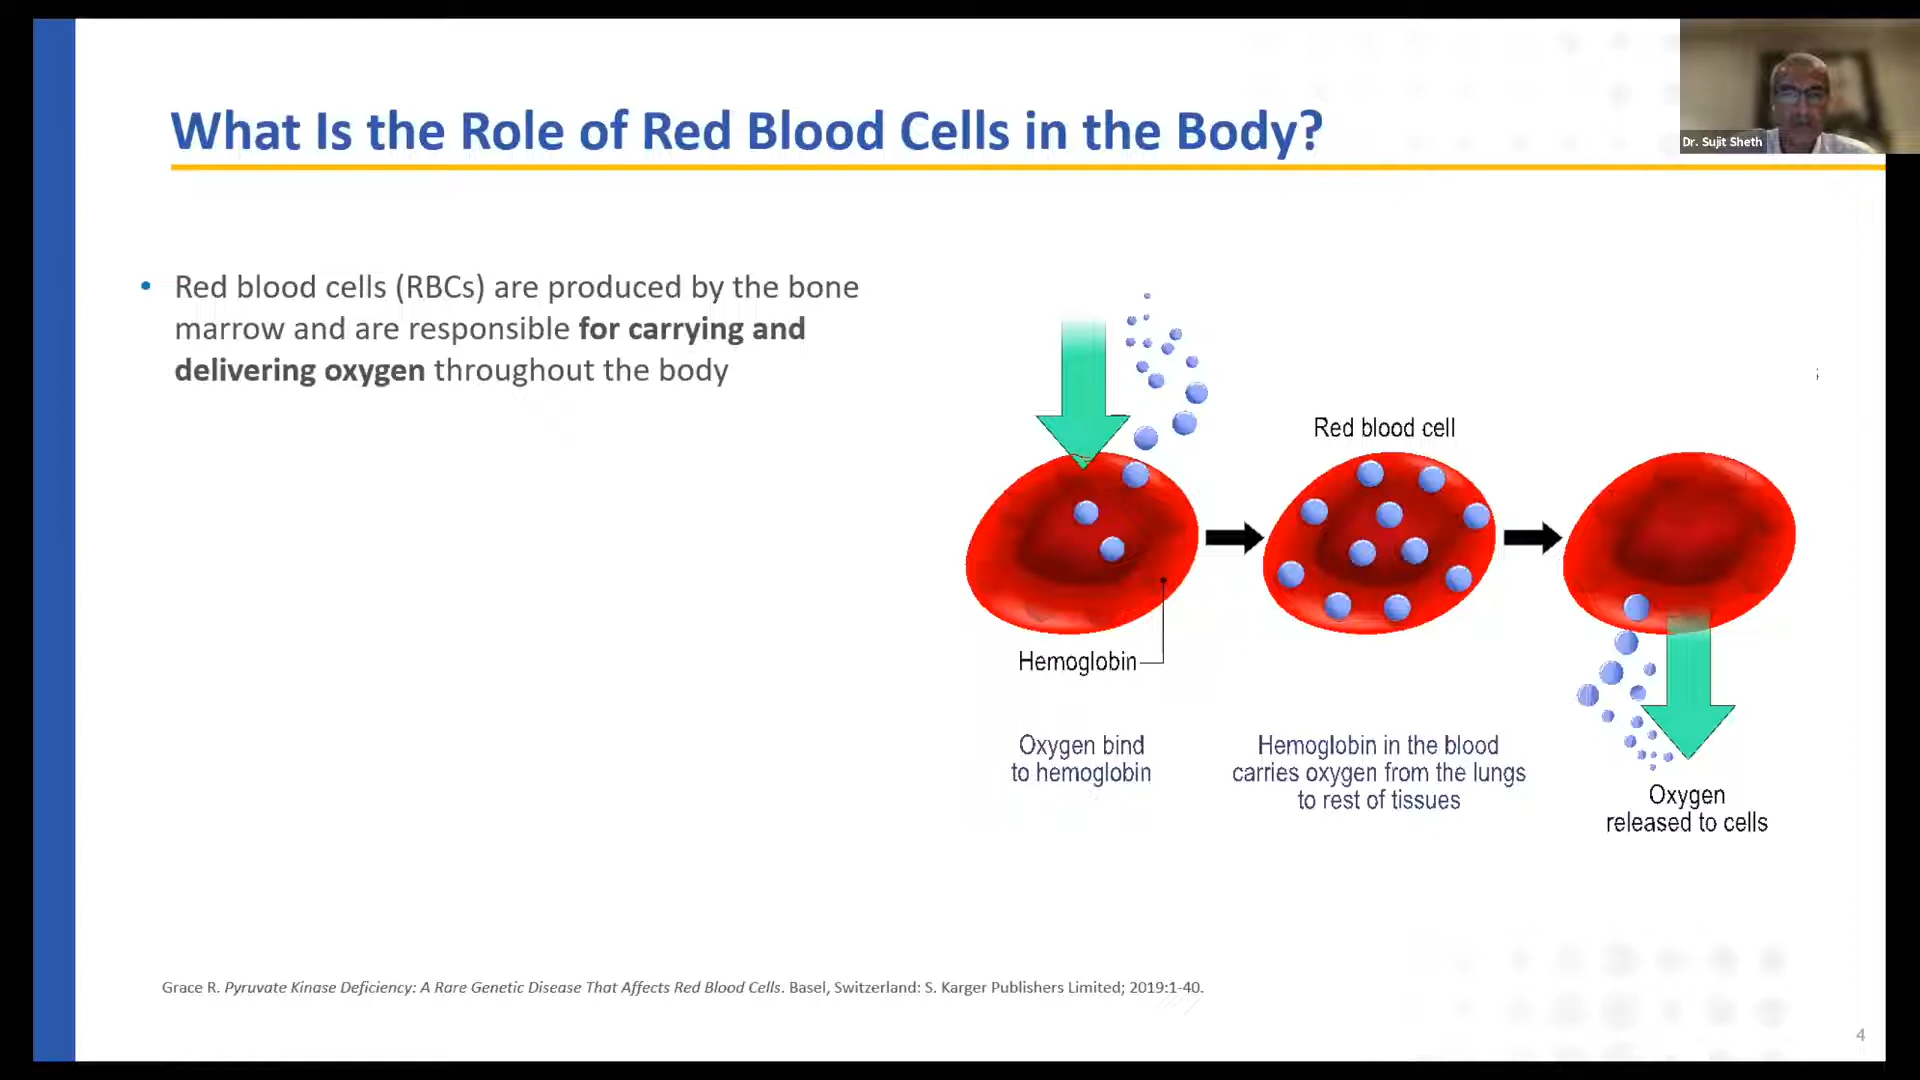 What Is the Role of Red Blood Cells in the Body?
Dr. Sujit Sheth
• Red blood cells (RBCs) are produced by the bone
marrow and are responsible for carrying and
delivering oxygen throughout the body
Red blood cell
Hemoglobin
Oxygen bind
to hemoglobin
Hemoglobin in the blood
carries oxygen from the lungs
to rest of tissues
Oxygen
released to cells
Grace R. Pyruvate Kinase Deficiency: A Rare Genetic Disease That Affects Red Blood Cells. Basel, Switzerland: S. Karger Publishers Limited; 2019:1-40.
4